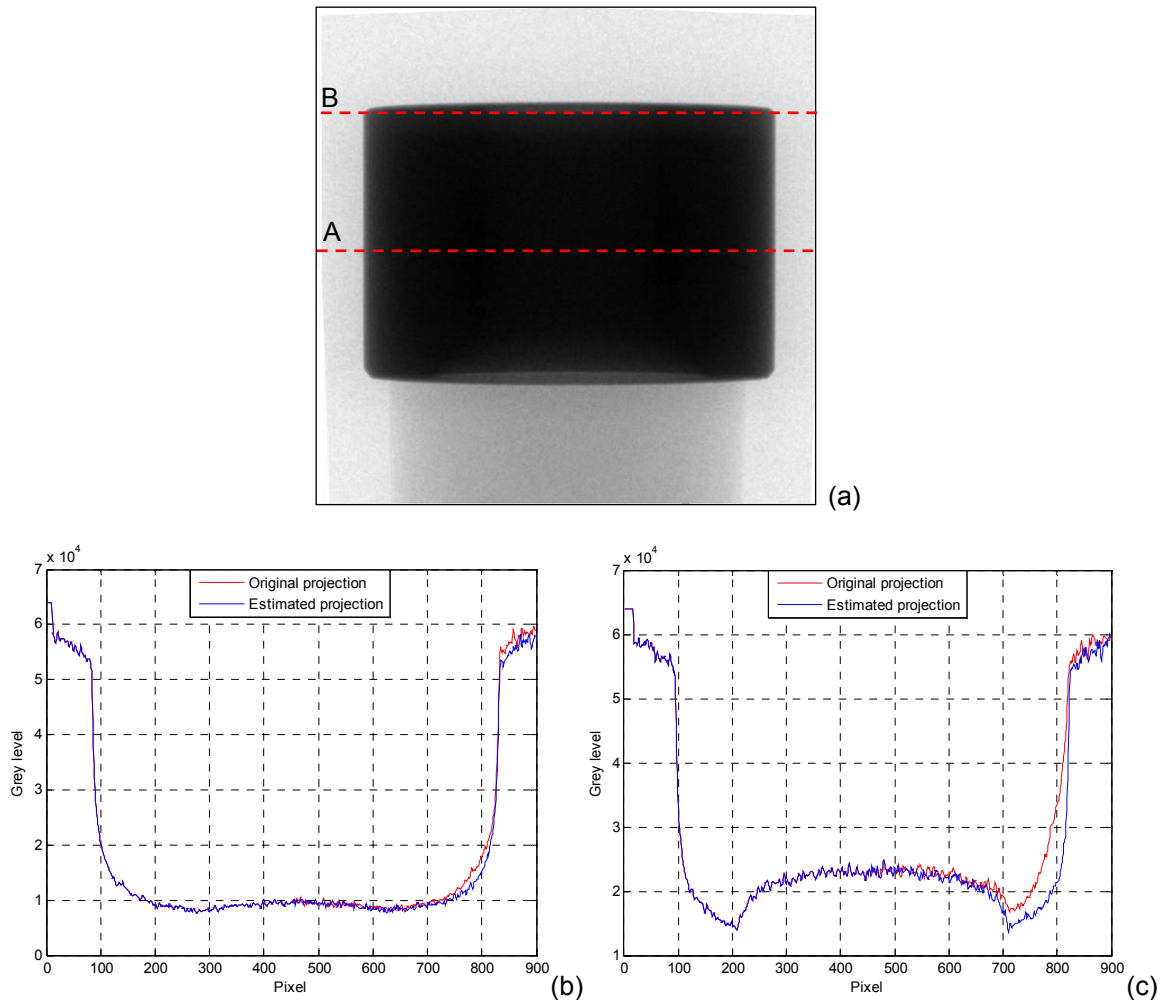 B
A
(a)
x 10^4
Original projection
Estimated projection
7
6
5
4
3
2
1
0
Grey level
0 100 200 300 400 500 600 700 800 900
Pixel
(b)
x 10^4
Original projection
Estimated projection
7
6
5
4
3
2
1
Grey level
0 100 200 300 400 500 600 700 800 900
Pixel
(c)